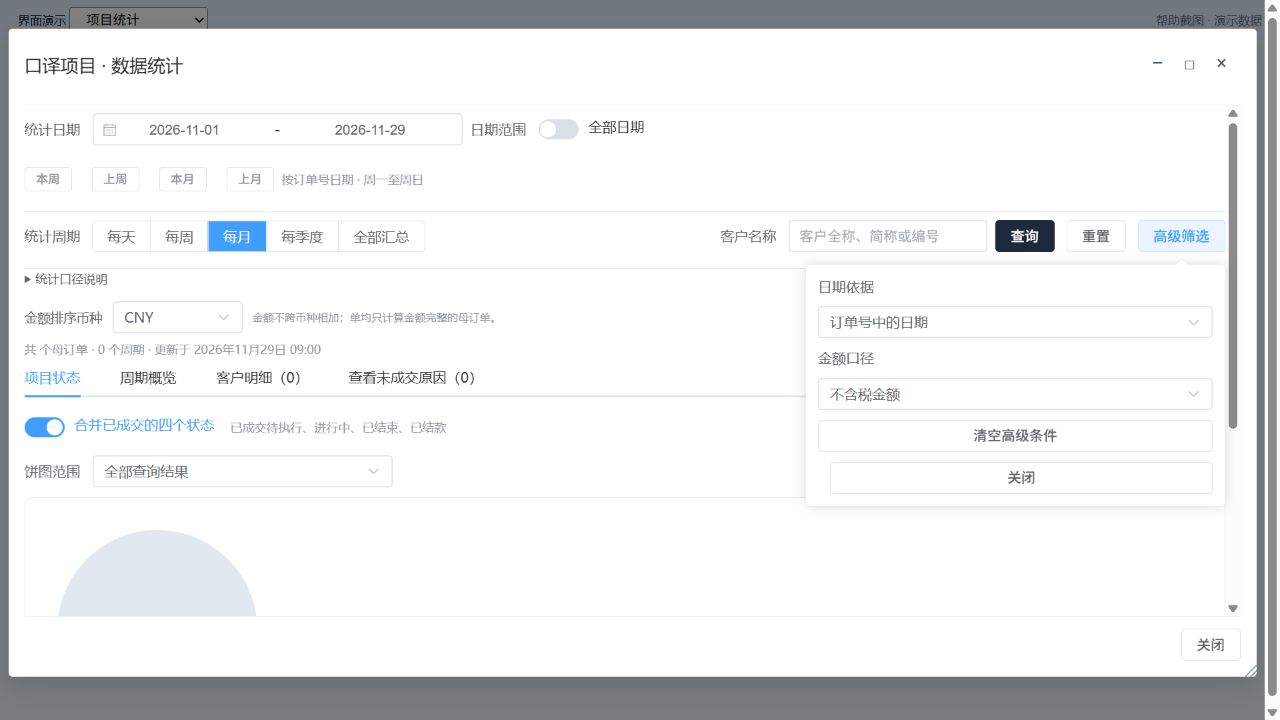 界面演示 项目统计 帮助截图 · 演示数据
口译项目 · 数据统计
统计日期 2026-11-01 - 2026-11-29 日期范围 全部日期
本周 上周 本月 上月 按订单号日期 · 周一至周日
统计周期 每天 每周 每月 每季度 全部汇总 客户名称 客户全称、简称或编号 查询 重置 高级筛选
统计口径说明
金额排序币种 CNY 金额不跨币种相加；单均只计算金额完整的母订单。
共 个母订单 · 0 个周期 · 更新于 2026年11月29日 09:00
项目状态 周期概览 客户明细（0） 查看未成交原因（0）
合并已成交的四个状态 已成交待执行、进行中、已结束、已结款
饼图范围 全部查询结果
日期依据
订单号中的日期
金额口径
不含税金额
清空高级条件
关闭
关闭